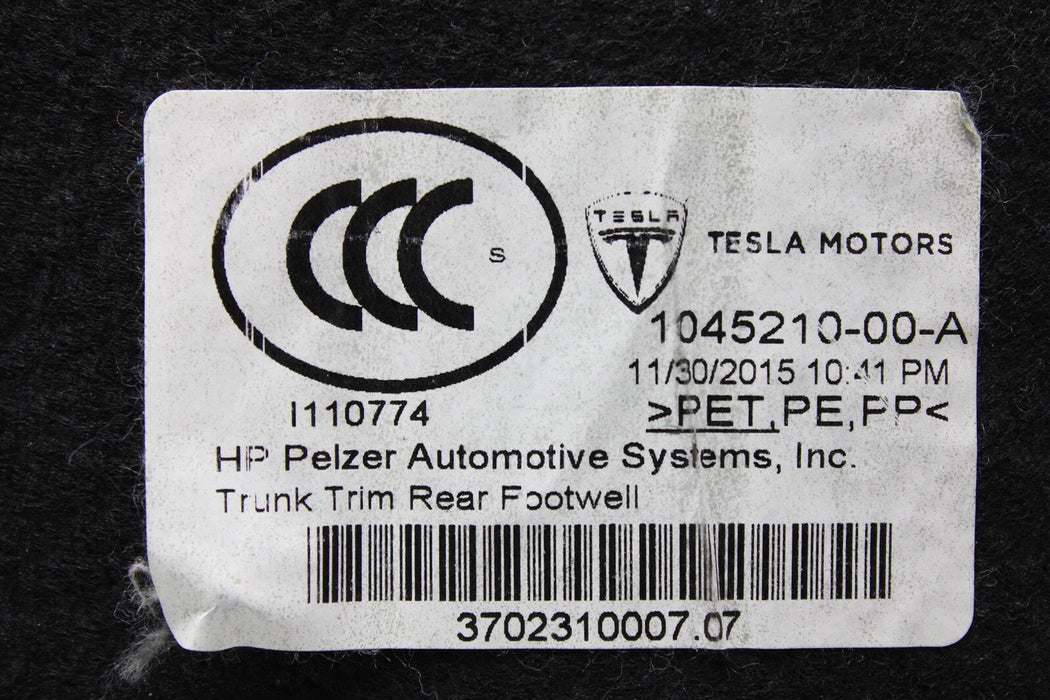 CCC
S
TESLA
TESLA MOTORS
1045210-00-A
11/30/2015 10:41 PM
>PET,PE,PP<
I110774
HP Pelzer Automotive Systems, Inc.
Trunk Trim Rear Footwell
3702310007.07